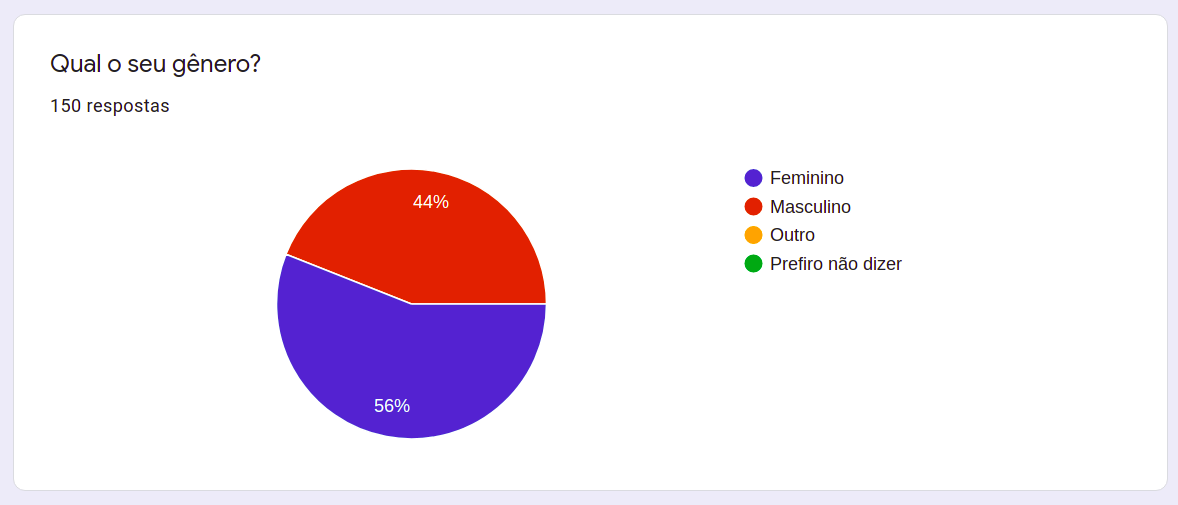 Qual o seu gênero?
150 respostas
44%
56%
Feminino
Masculino
Outro
Prefiro não dizer